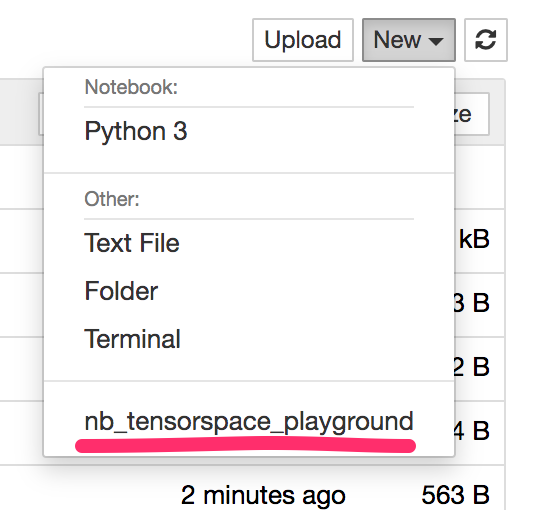 Upload New
Notebook:
ze
Python 3
Other:
Text File
kB
Folder
3 B
Terminal
2 B
nb_tensorspace_playground
4 B
2 minutes ago 563 B